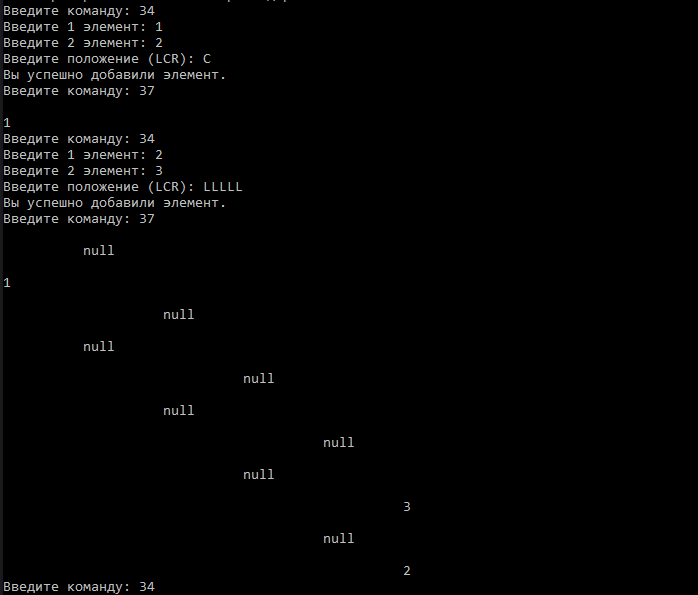 Введите команду: 34
Введите 1 элемент: 1
Введите 2 элемент: 2
Введите положение (LCR): C
Вы успешно добавили элемент.
Введите команду: 37
1
Введите команду: 34
Введите 1 элемент: 2
Введите 2 элемент: 3
Введите положение (LCR): LLLLL
Вы успешно добавили элемент.
Введите команду: 37
null
1
null
null
null
null
null
null
3
null
2
Введите команду: 34